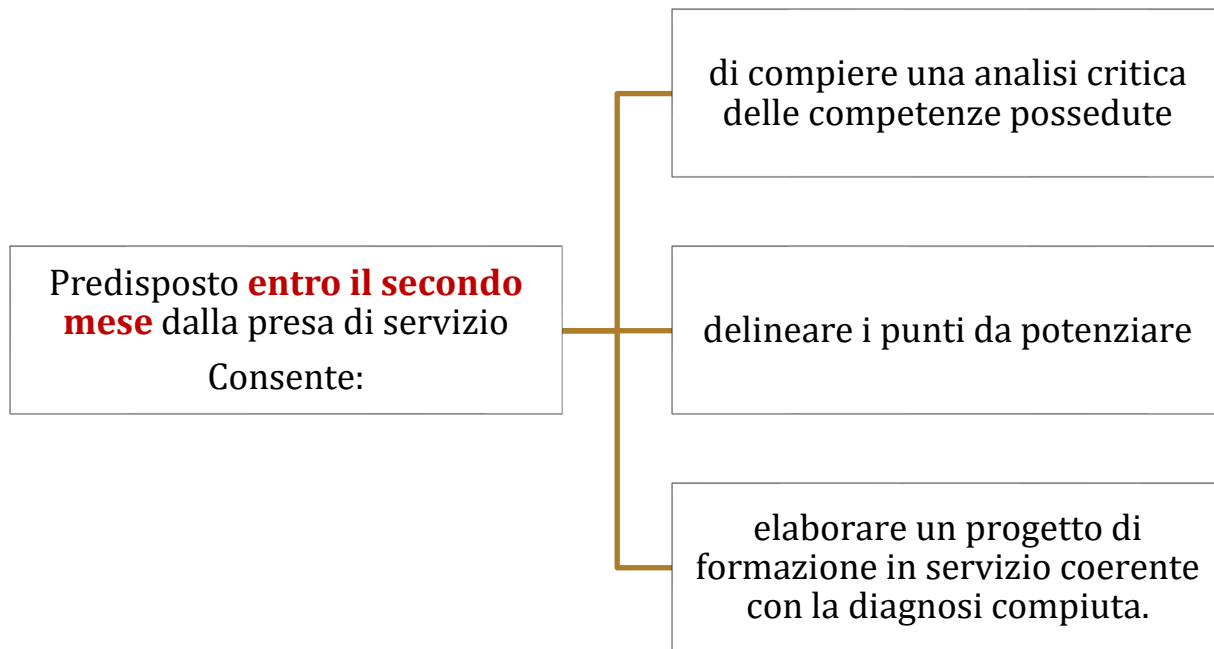 Predisposto entro il secondo
mese dalla presa di servizio
Consente:
di compiere una analisi critica
delle competenze possedute
delineare i punti da potenziare
elaborare un progetto di
formazione in servizio coerente
con la diagnosi compiuta.